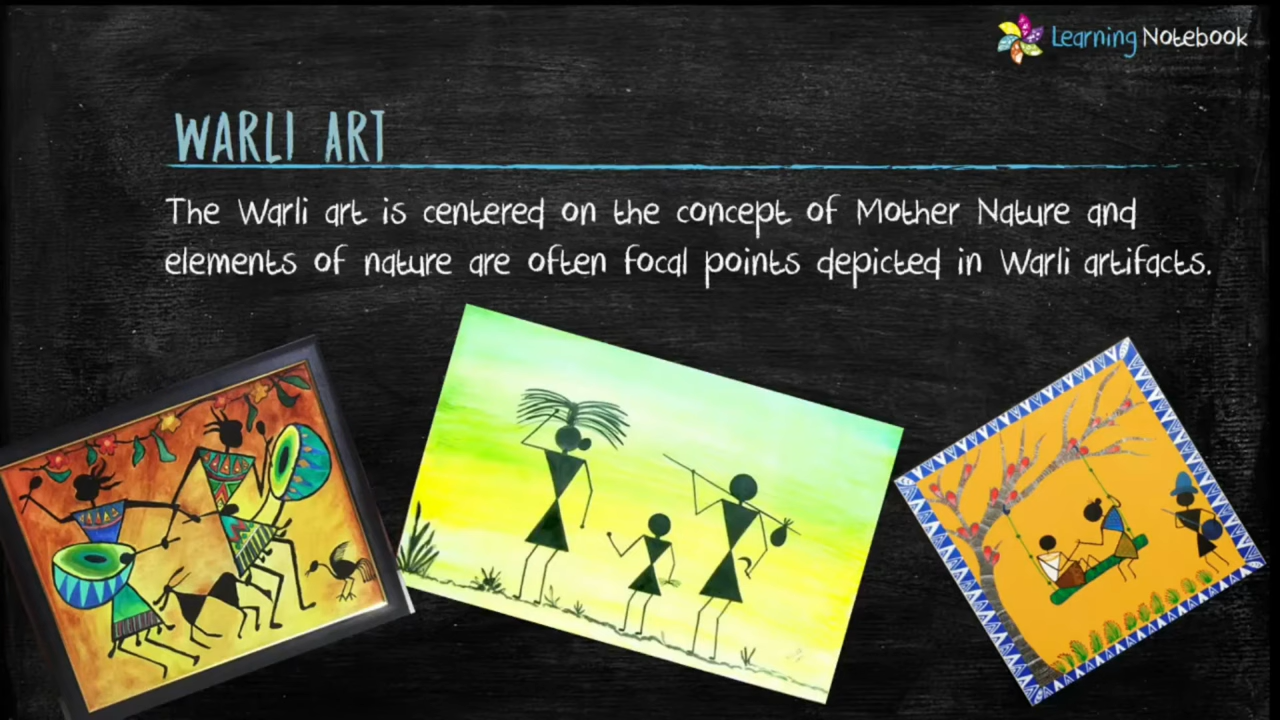 Learning Notebook
WARLI ART
The Warli art is centered on the concept of Mother Nature and
elements of nature are often focal points depicted in Warli artifacts.